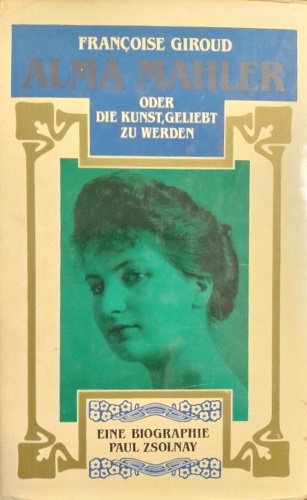 FRANÇOISE GIROUD
ALMA MAHLER
ODER
DIE KUNST, GELIEBT
ZU WERDEN
EINE BIOGRAPHIE
PAUL ZSOLNAY